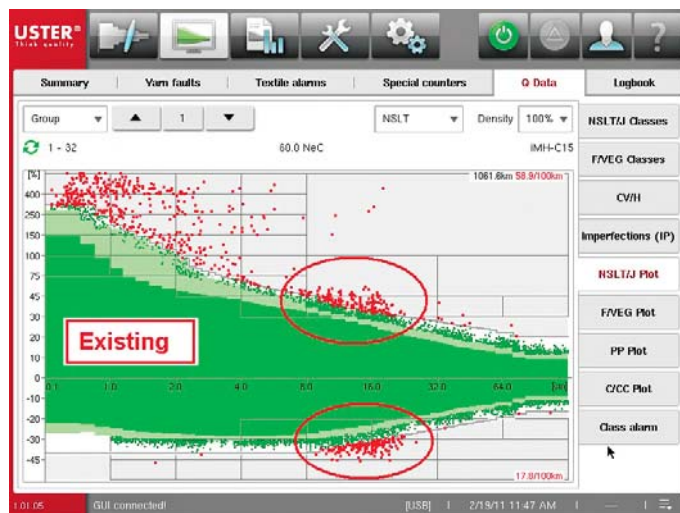 USTER®
Think quality
?
Summary | Yarn faults | Textile alarms | Special counters | Q Data | Logbook
Group 1 NSLT Density 100%
1 - 32 60.0 NeC IMH-C15
[%] 1061.6km 58.9/100km
400
250
150
100
75
45
30
20
10
0
0.1 1.0 2.0 4.0 8.0 16.0 32.0 64.0 [cm]
-10
-20
-30
-45
17.8/100km
Existing
NSLT/J Classes
F/VEG Classes
CV/H
Imperfections (IP)
NSLT/J Plot
F/VEG Plot
PP Plot
C/CC Plot
Class alarm
1.01.05 GUI connected! [USB] | 2/19/11 11:47 AM | — |